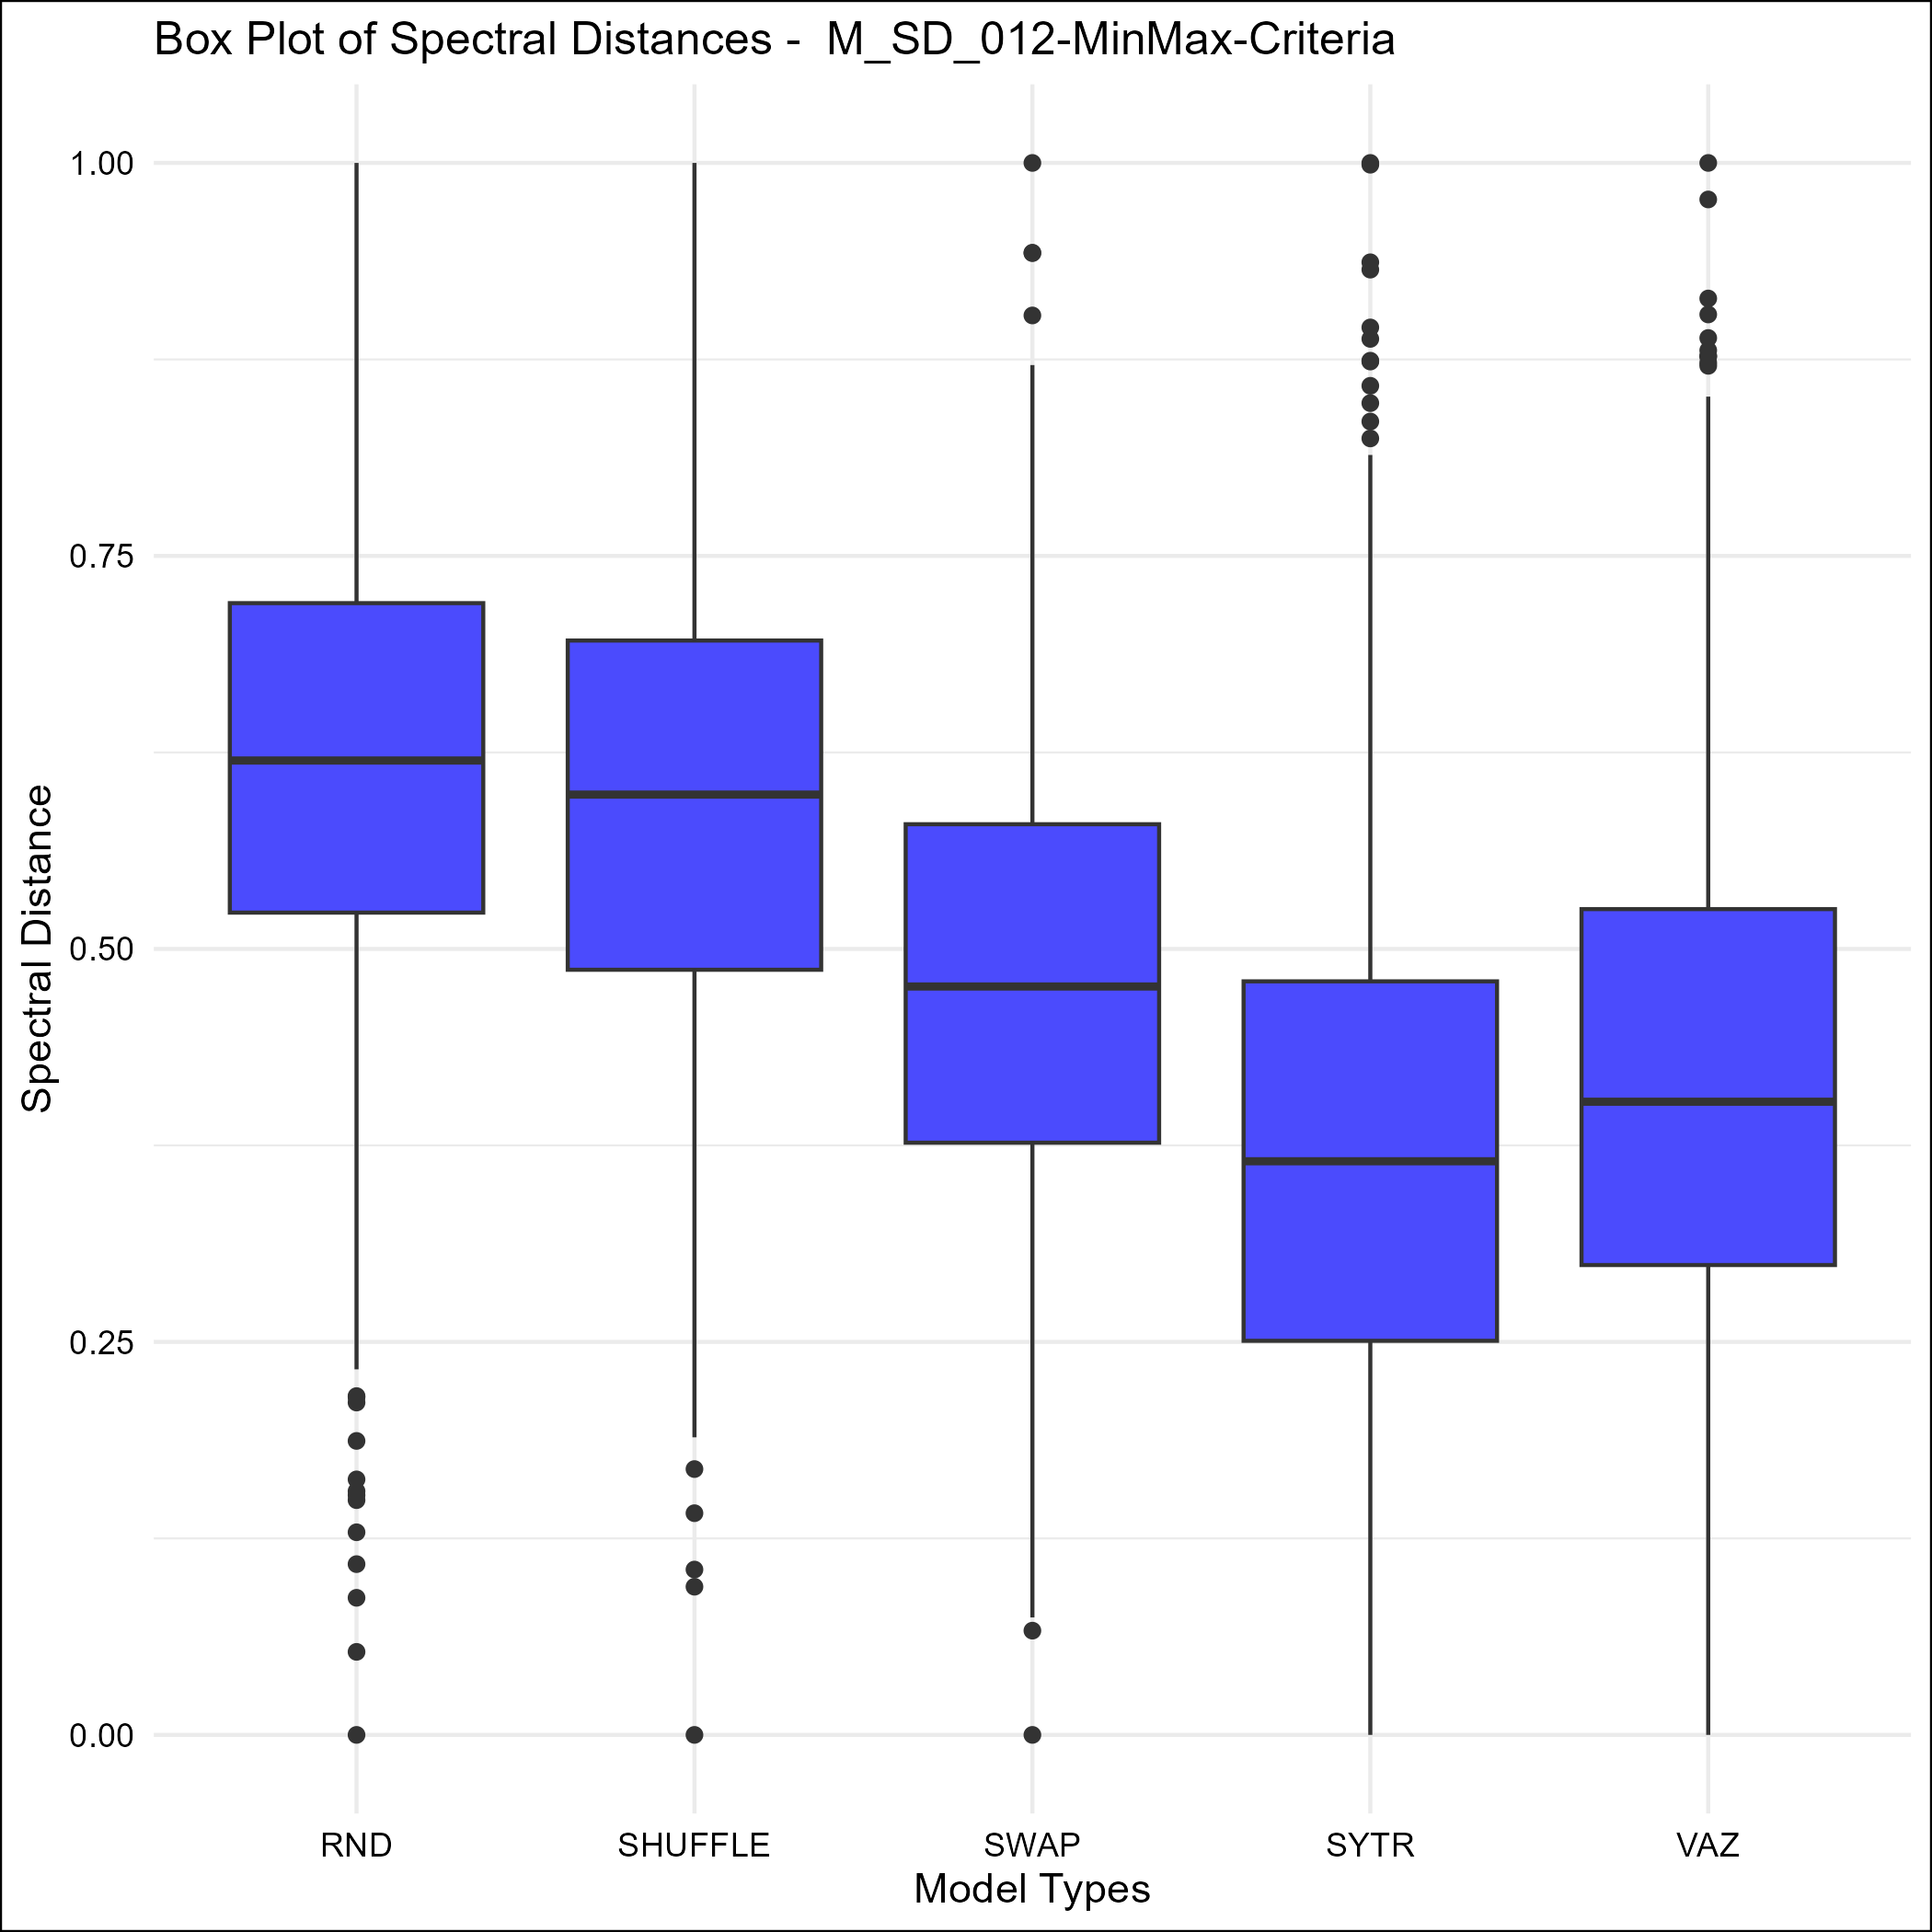 Box Plot of Spectral Distances -  M_SD_012-MinMax-Criteria
1.00
0.75
0.50
0.25
0.00
Spectral Distance
RND SHUFFLE SWAP SYTR VAZ
Model Types